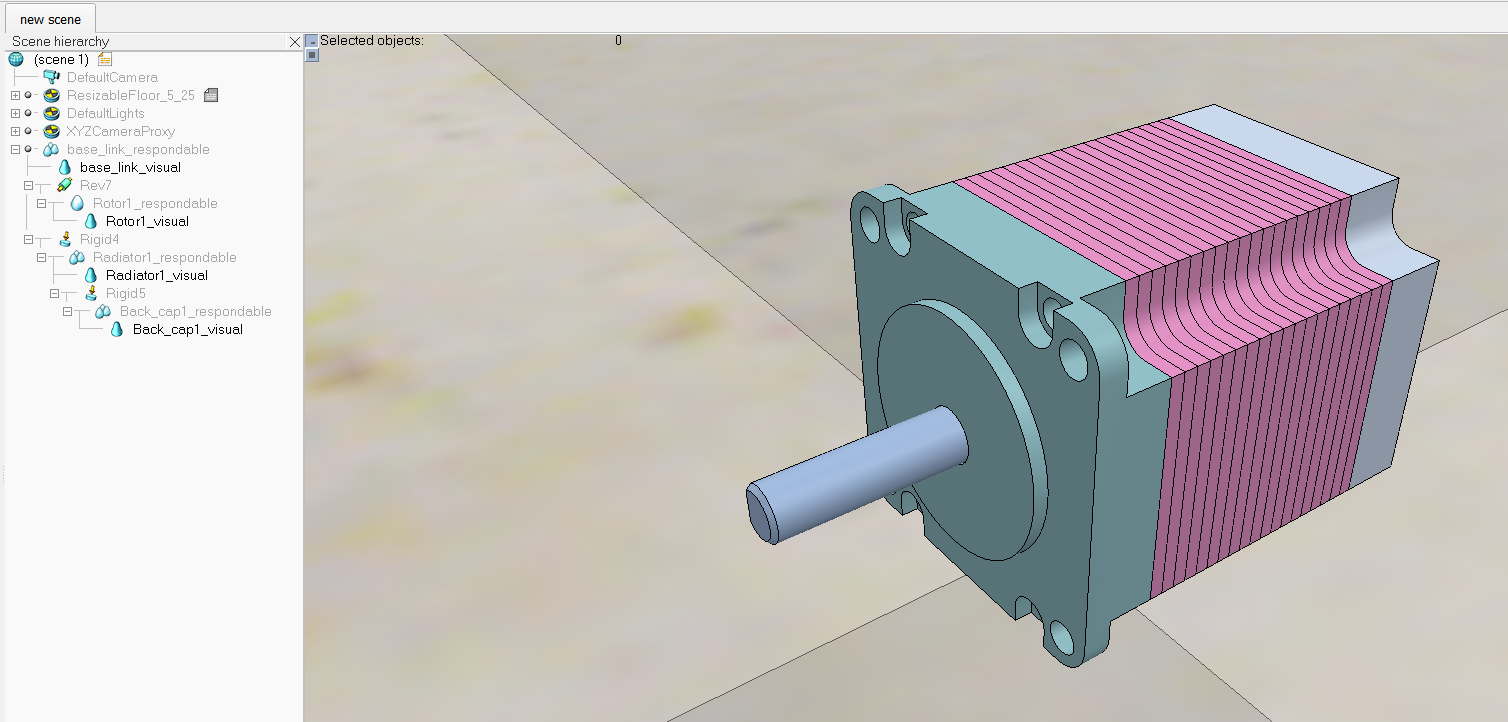 new scene
Scene hierarchy
Selected objects: 0
(scene 1)
DefaultCamera
ResizableFloor_5_25
DefaultLights
XYZCameraProxy
base_link_respondable
base_link_visual
Rev7
Rotor1_respondable
Rotor1_visual
Rigid4
Radiator1_respondable
Radiator1_visual
Rigid5
Back_cap1_respondable
Back_cap1_visual